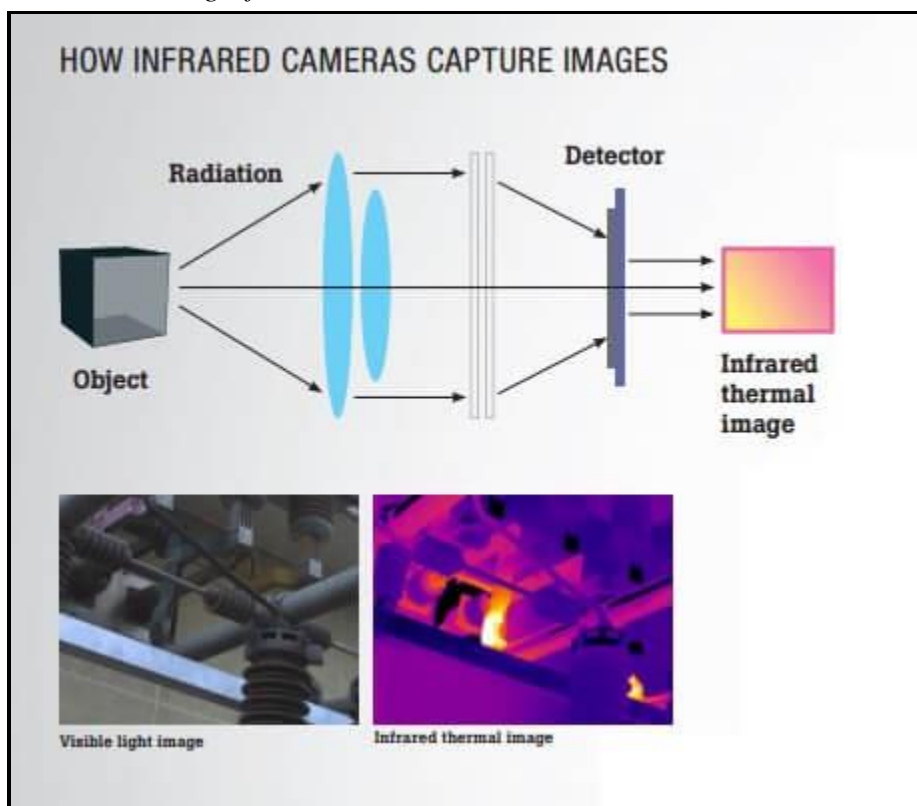 HOW INFRARED CAMERAS CAPTURE IMAGES
Radiation
Detector
Object
Infrared
thermal
image
Visible light image
Infrared thermal image